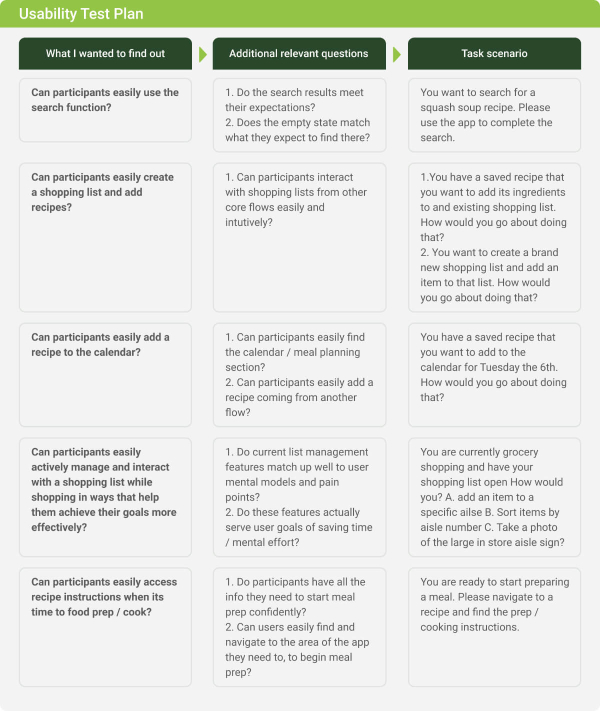 Usability Test Plan
What I wanted to find out
Additional relevant questions
Task scenario
Can participants easily use the
search function?
1. Do the search results meet
their expectations?
2. Does the empty state match
what they expect to find there?
You want to search for a
squash soup recipe. Please
use the app to complete the
search.
Can participants easily create
a shopping list and add
recipes?
1. Can participants interact
with shopping lists from other
core flows easily and
intutively?
1.You have a saved recipe that
you want to add its ingredients
to and existing shopping list.
How would you go about doing
that?
2. You want to create a brand
new shopping list and add an
item to that list. How would
you go about doing that?
Can participants easily add a
recipe to the calendar?
1. Can participants easily find
the calendar / meal planning
section?
2. Can participants easily add a
recipe coming from another
flow?
You have a saved recipe that
you want to add to the
calendar for Tuesday the 6th.
How would you go about doing
that?
Can participants easily
actively manage and interact
with a shopping list while
shopping in ways that help
them achieve their goals more
effectively?
1. Do current list management
features match up well to user
mental models and pain
points?
2. Do these features actually
serve user goals of saving time
/ mental effort?
You are currently grocery
shopping and have your
shopping list open How would
you? A. add an item to a
specific ailse B. Sort items by
aisle number C. Take a photo
of the large in store aisle sign?
Can participants easily access
recipe instructions when its
time to food prep / cook?
1. Do participants have all the
info they need to start meal
prep confidently?
2. Can users easily find and
navigate to the area of the app
they need to, to begin meal
prep?
You are ready to start preparing
a meal. Please navigate to a
recipe and find the prep /
cooking instructions.